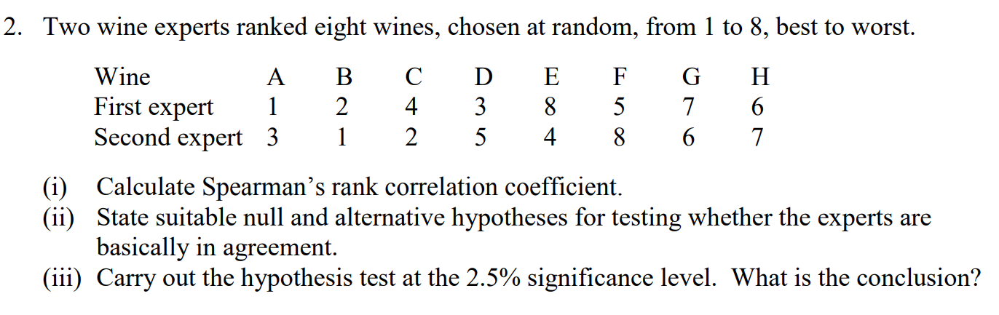 2. Two wine experts ranked eight wines, chosen at random, from 1 to 8, best to worst.
Wine A B C D E F G H
First expert 1 2 4 3 8 5 7 6
Second expert 3 1 2 5 4 8 6 7
(i) Calculate Spearman’s rank correlation coefficient.
(ii) State suitable null and alternative hypotheses for testing whether the experts are
basically in agreement.
(iii) Carry out the hypothesis test at the 2.5% significance level. What is the conclusion?